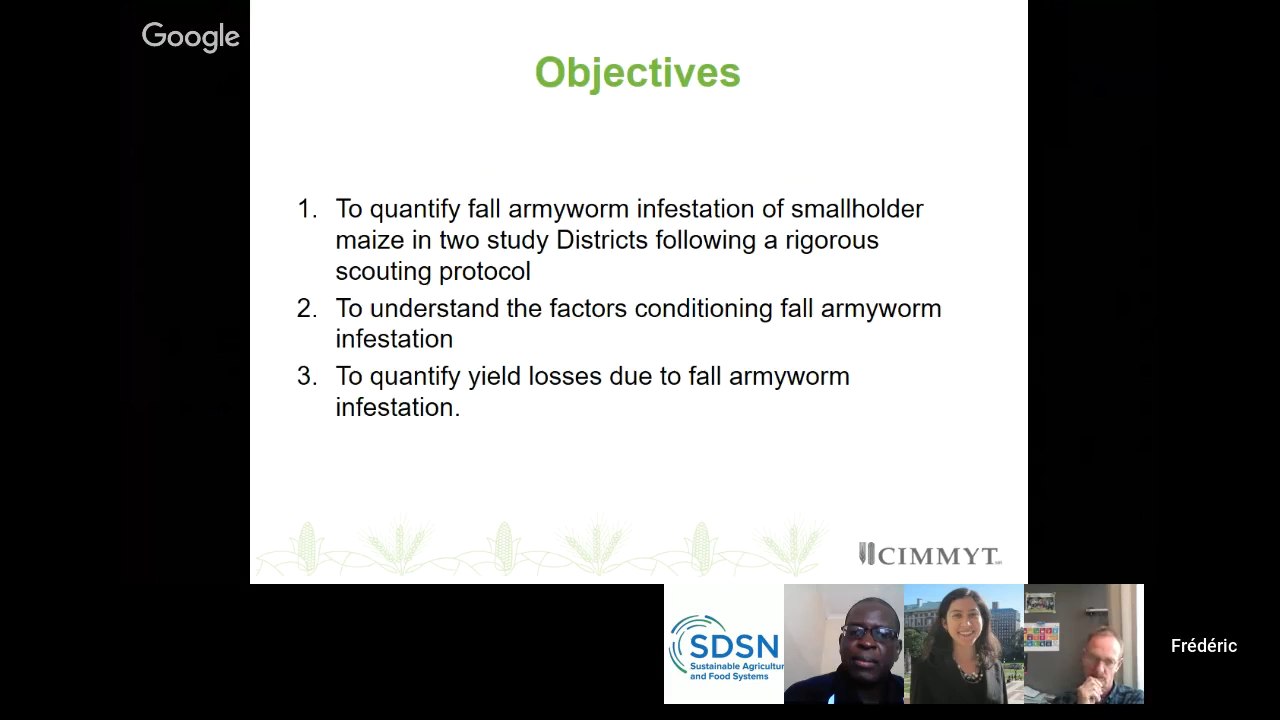 Google
Objectives
1. To quantify fall armyworm infestation of smallholder
maize in two study Districts following a rigorous
scouting protocol
2. To understand the factors conditioning fall armyworm
infestation
3. To quantify yield losses due to fall armyworm
infestation.
CIMMYT
SDSN
Sustainable Agricultur
and Food Systems
Frédéric